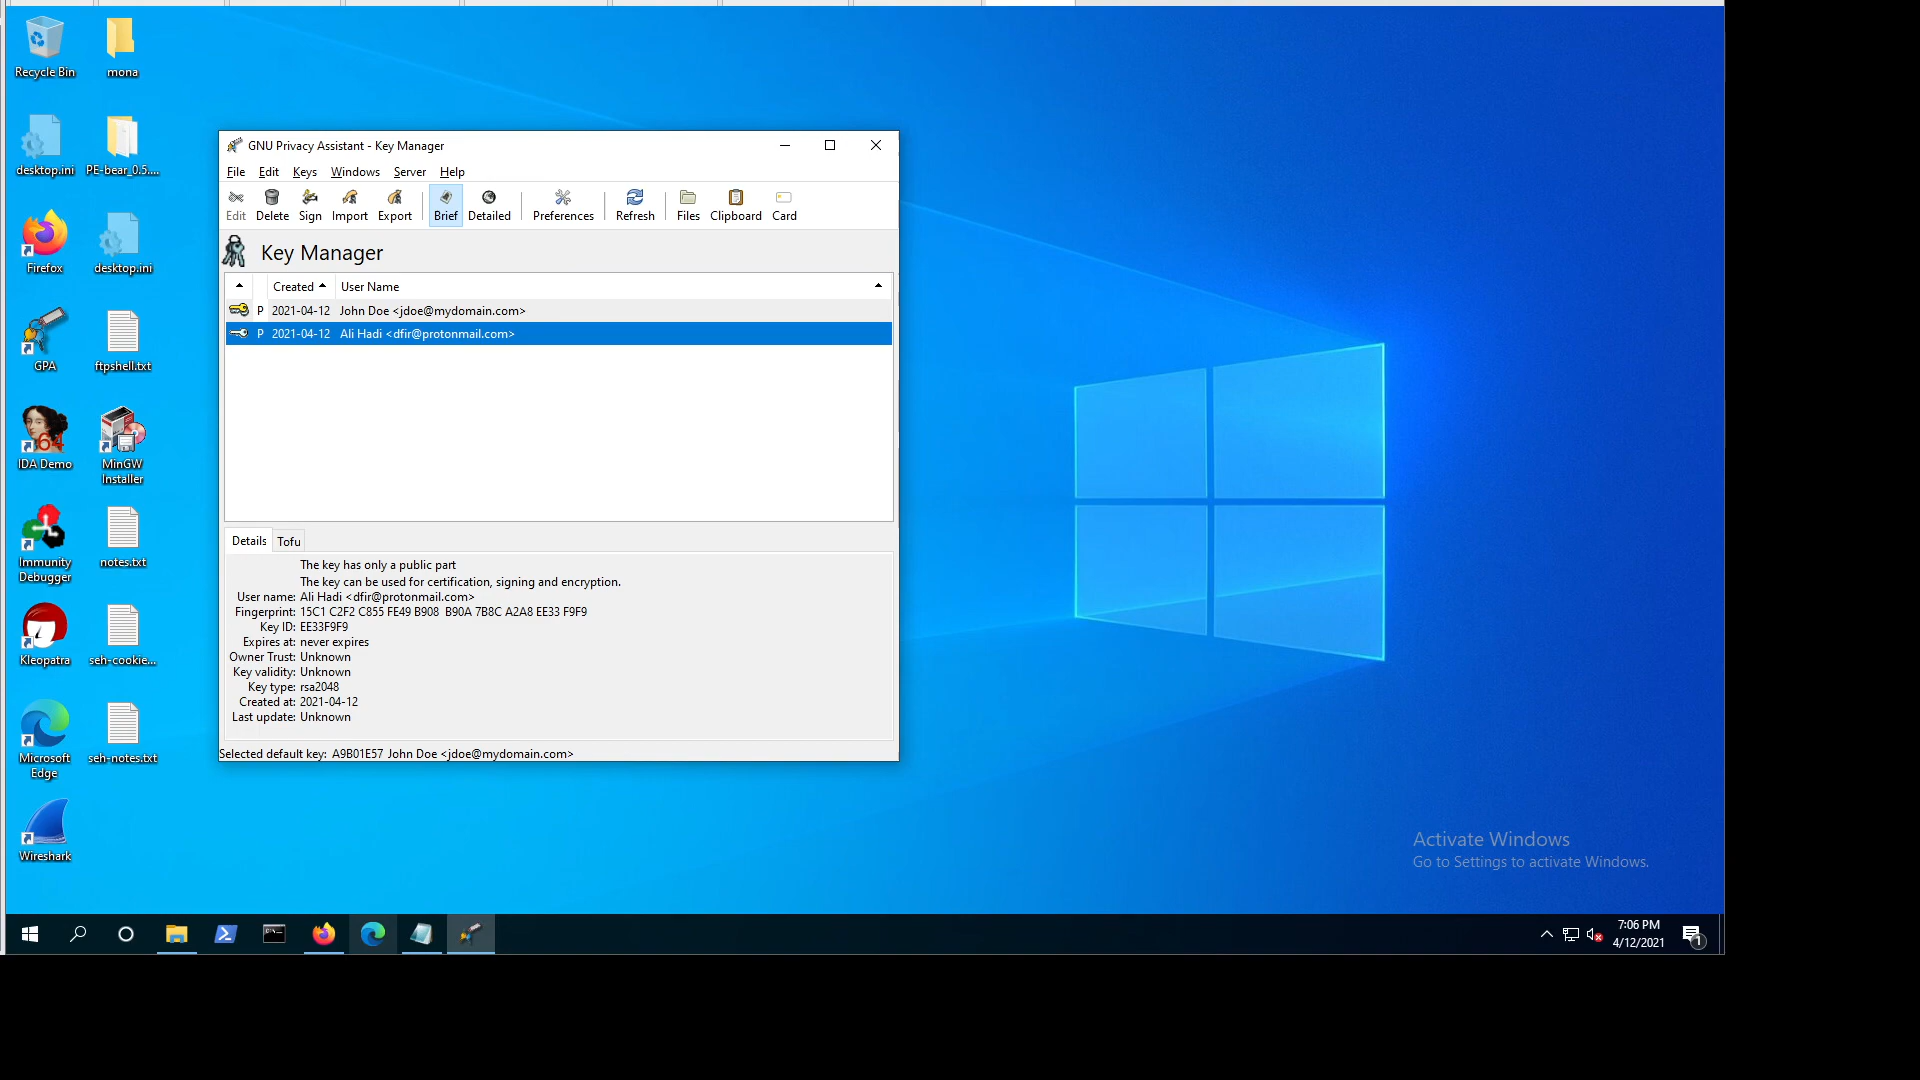 Recycle Bin
mona
desktop.ini
PE-bear_0.5....
Firefox
desktop.ini
GPA
ftpshell.txt
64
IDA Demo
MinGW
Installer
Immunity
Debugger
notes.txt
Kleopatra
seh-cookie...
Microsoft
Edge
seh-notes.txt
Wireshark
GNU Privacy Assistant - Key Manager
File Edit Keys Windows Server Help
Edit Delete Sign Import Export Brief Detailed Preferences Refresh Files Clipboard Card
Key Manager
Created User Name
P 2021-04-12 John Doe <jdoe@mydomain.com>
P 2021-04-12 Ali Hadi <dfir@protonmail.com>
Details Tofu
The key has only a public part
The key can be used for certification, signing and encryption.
User name: Ali Hadi <dfir@protonmail.com>
Fingerprint: 15C1 C2F2 C855 FE49 B908 B90A 7B8C A2A8 EE33 F9F9
Key ID: EE33F9F9
Expires at: never expires
Owner Trust: Unknown
Key validity: Unknown
Key type: rsa2048
Created at: 2021-04-12
Last update: Unknown
Selected default key: A9B01E57 John Doe <jdoe@mydomain.com>
Activate Windows
Go to Settings to activate Windows.
7:06 PM
4/12/2021
1